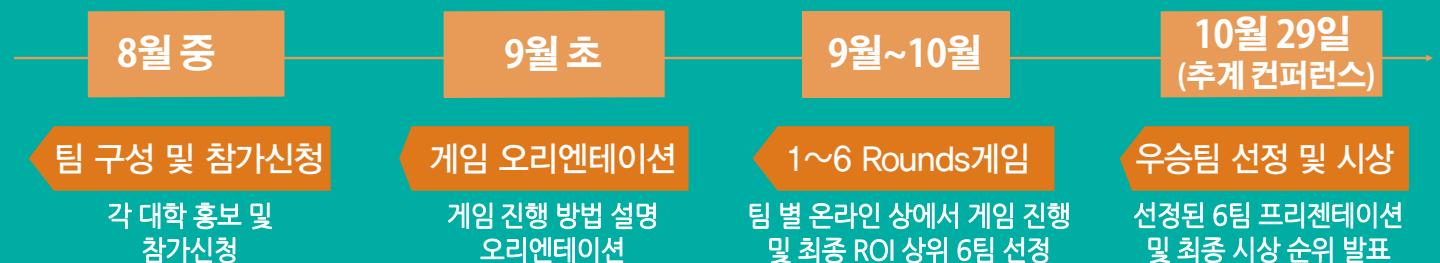 8월 중
팀 구성 및 참가신청
각 대학 홍보 및
참가신청
9월 초
게임 오리엔테이션
게임 진행 방법 설명
오리엔테이션
9월~10월
1~6 Rounds게임
팀 별 온라인 상에서 게임 진행
및 최종 ROI 상위 6팀 선정
10월 29일
(추계 컨퍼런스)
우승팀 선정 및 시상
선정된 6팀 프리젠테이션
및 최종 시상 순위 발표